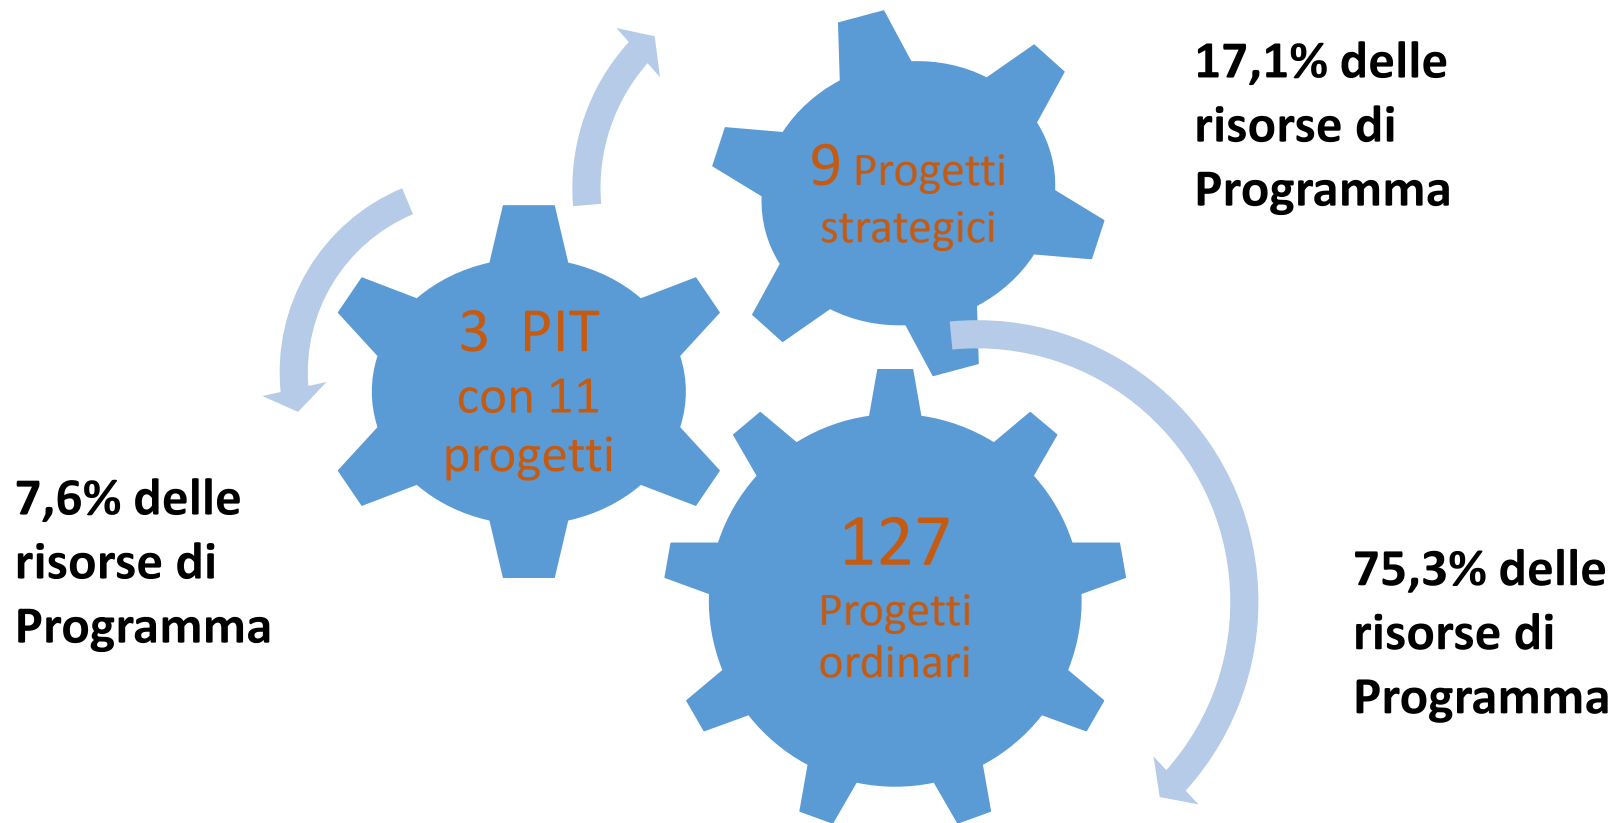 17,1% delle
risorse di
Programma
9 Progetti
strategici
3 PIT
con 11
progetti
7,6% delle
risorse di
Programma
127
Progetti
ordinari
75,3% delle
risorse di
Programma